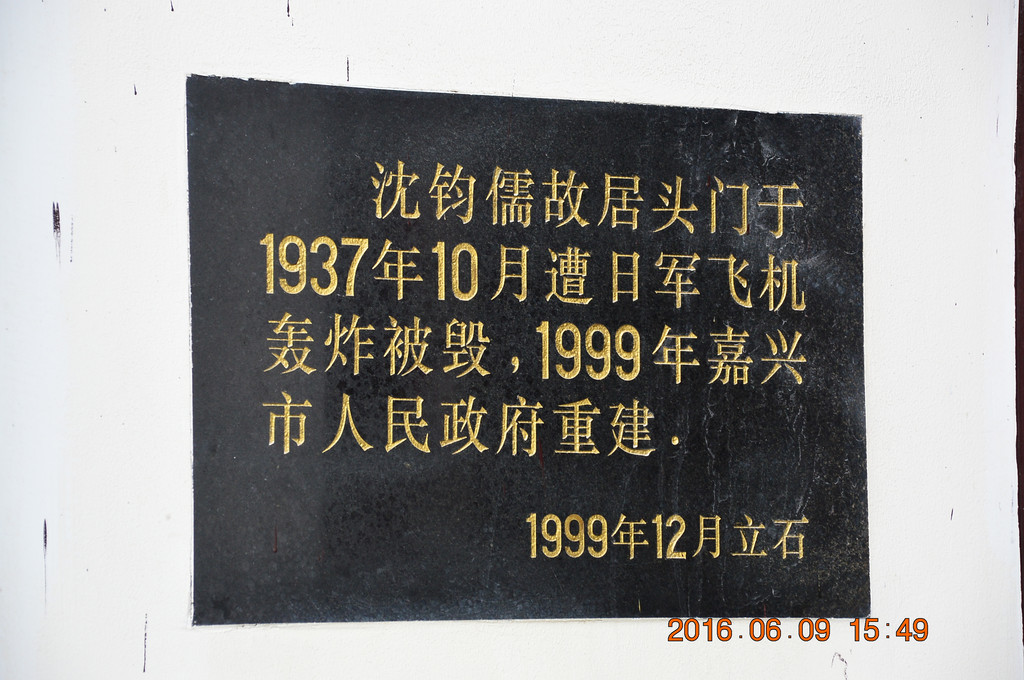 沈钧儒故居头门于
1937年10月遭日军飞机
轰炸被毁,1999年嘉兴
市人民政府重建.
1999年12月立石
2016.06.09 15:49